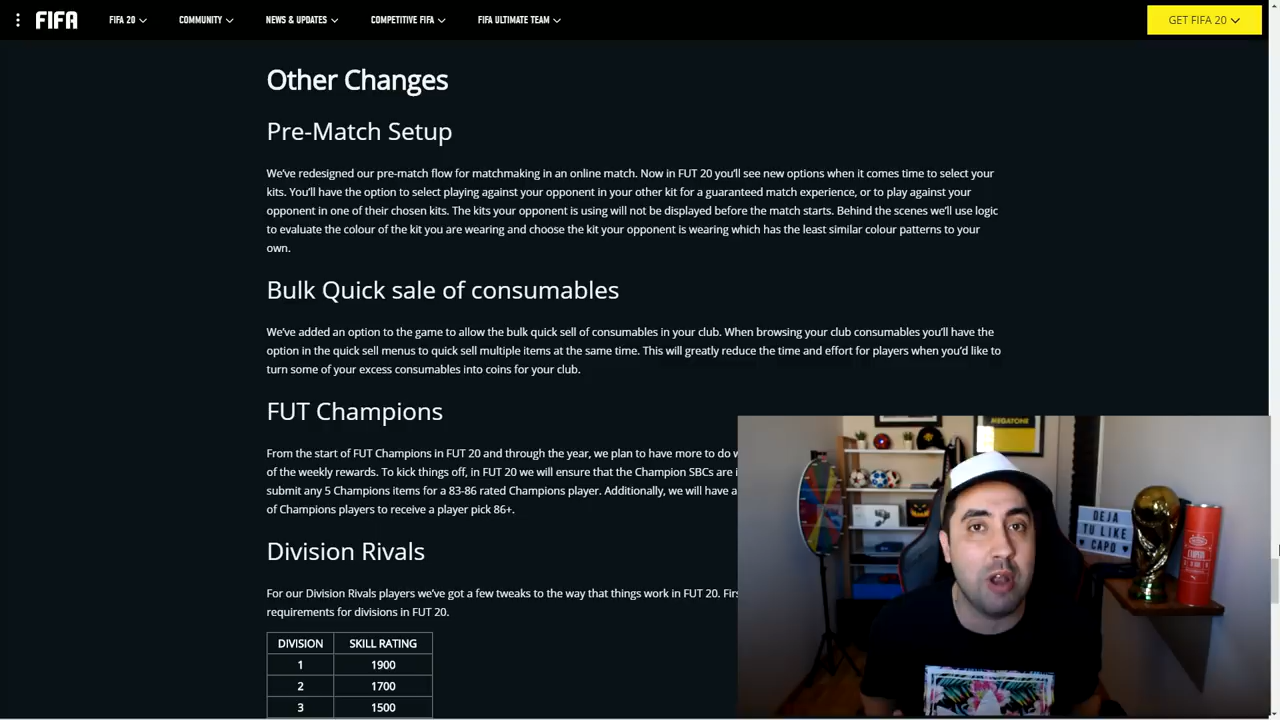 FIFA
FIFA 20
COMMUNITY
NEWS & UPDATES
COMPETITIVE FIFA
FIFA ULTIMATE TEAM
GET FIFA 20
Other Changes
Pre-Match Setup
We've redesigned our pre-match flow for matchmaking in an online match. Now in FUT 20 you'll see new options when it comes time to select your
kits. You'll have the option to select playing against your opponent in your other kit for a guaranteed match experience, or to play against your
opponent in one of their chosen kits. The kits your opponent is using will not be displayed before the match starts. Behind the scenes we'll use logic
to evaluate the colour of the kit you are wearing and choose the kit your opponent is wearing which has the least similar colour patterns to your
own.
Bulk Quick sale of consumables
We've added an option to the game to allow the bulk quick sell of consumables in your club. When browsing your club consumables you'll have the
option in the quick sell menus to quick sell multiple items at the same time. This will greatly reduce the time and effort for players when you'd like to
turn some of your excess consumables into coins for your club.
FUT Champions
From the start of FUT Champions in FUT 20 and through the year, we plan to have more to do
of the weekly rewards. To kick things off, in FUT 20 we will ensure that the Champion SBCs are
submit any 5 Champions items for a 83-86 rated Champions player. Additionally, we will have a
of Champions players to receive a player pick 86+.
Division Rivals
For our Division Rivals players we've got a few tweaks to the way that things work in FUT 20.
requirements for divisions in FUT 20.
DIVISION SKILL RATING
1 1900
2 1700
3 1500
MEGATONE
DEJA
TU LIKE
CAPO